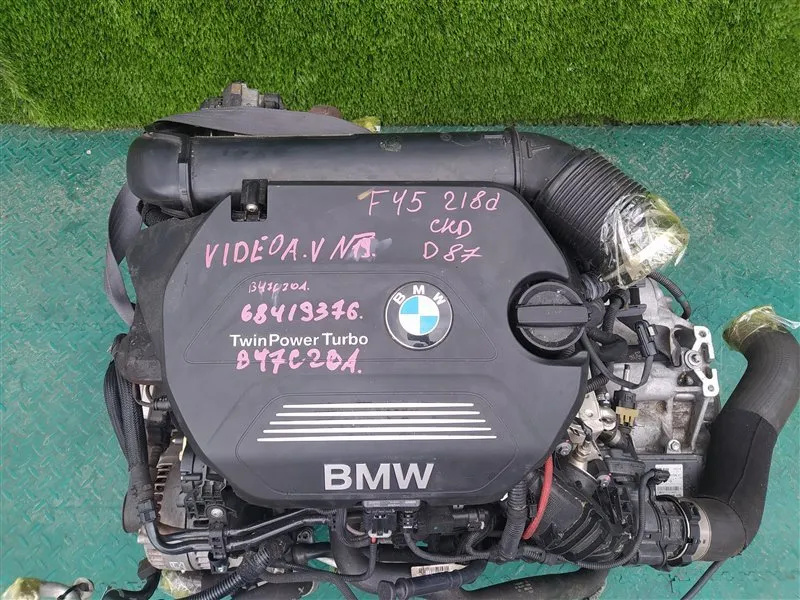 F45 218d
CKD
D87
VIDEO A.V
B47C20A.
68419376.
BMW
TwinPower Turbo
B47C20A.
BMW